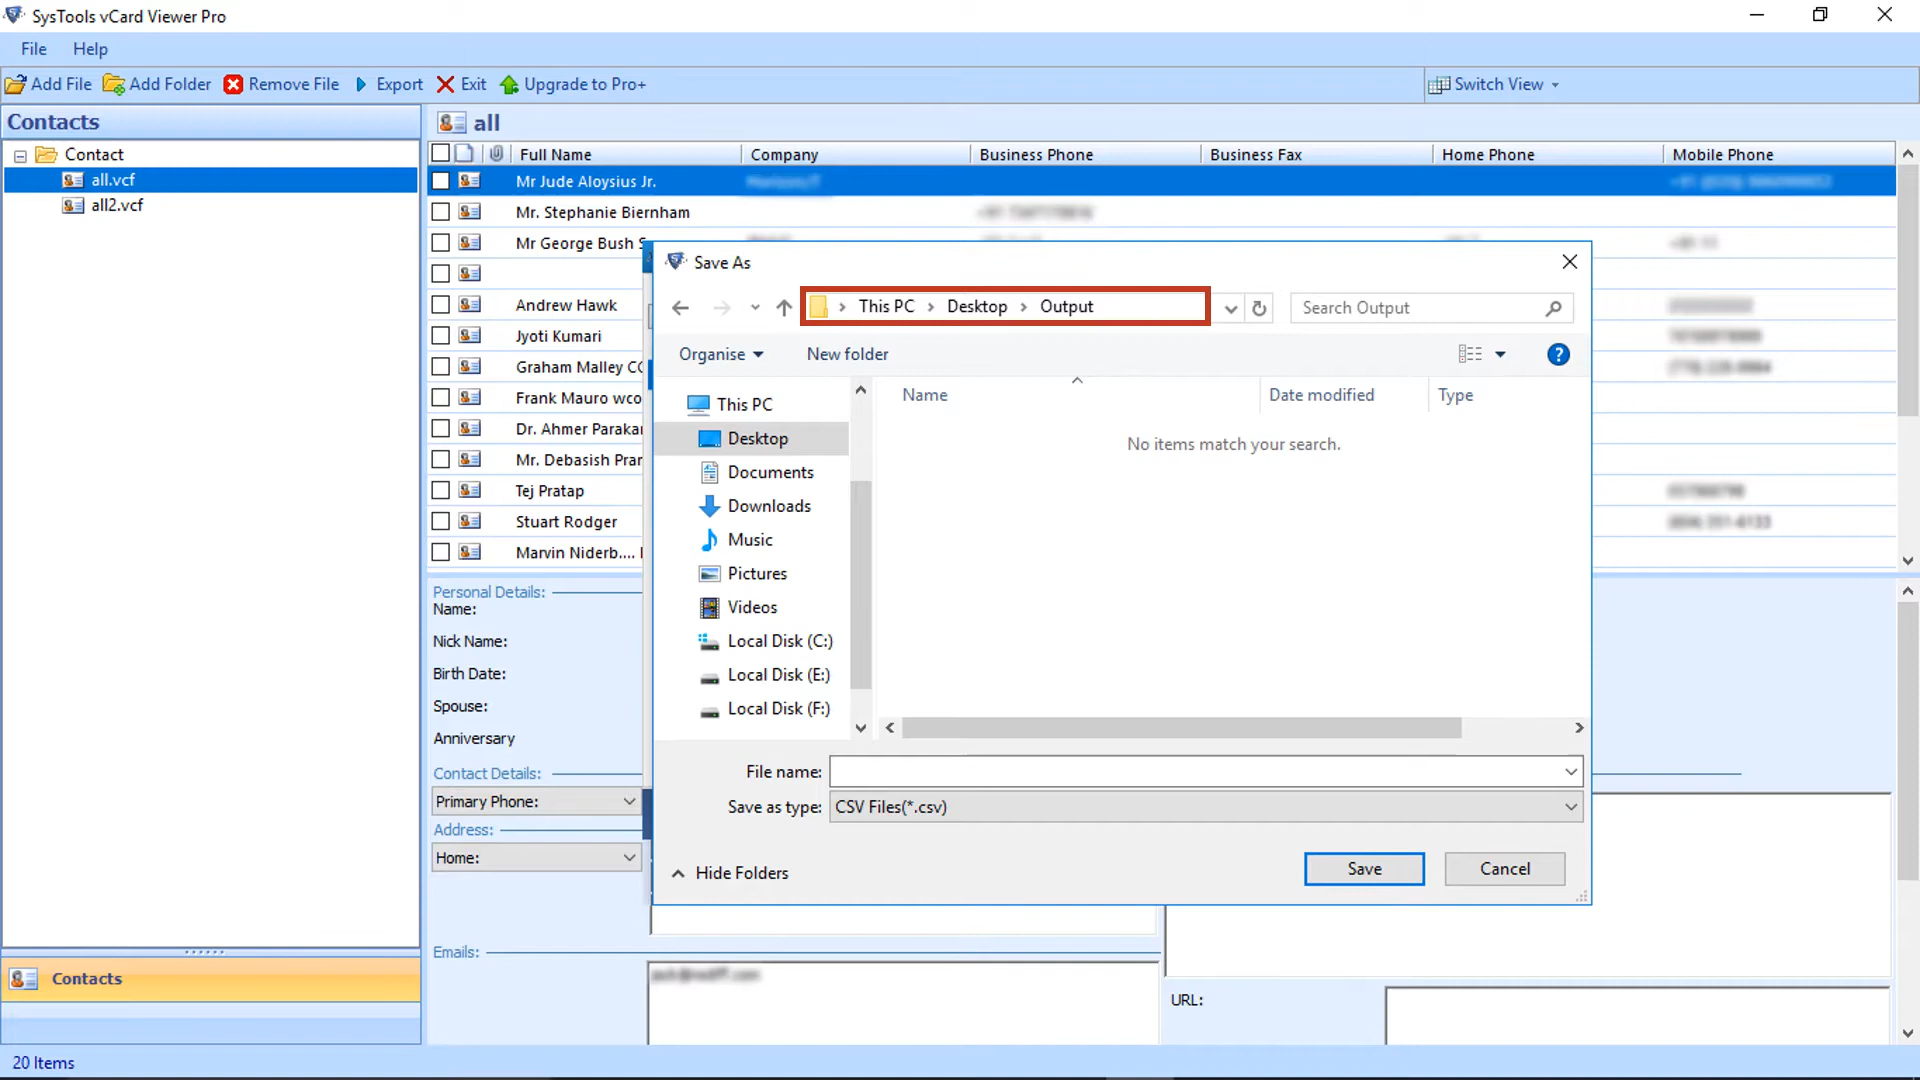 SysTools vCard Viewer Pro
File Help
Add File Add Folder Remove File Export Exit Upgrade to Pro+ Switch View
Contacts
Contact
all.vcf
all2.vcf
all
Full Name Company Business Phone Business Fax Home Phone Mobile Phone
Mr Jude Aloysius Jr.
Mr. Stephanie Biernham
Mr George Bush S
Andrew Hawk
Jyoti Kumari
Graham Malley CC
Frank Mauro wco
Dr. Ahmer Parakar
Mr. Debasish Prar
Tej Pratap
Stuart Rodger
Marvin Niderb....
Save As
This PC > Desktop > Output
Search Output
Organise New folder
This PC
Desktop
Documents
Downloads
Music
Pictures
Videos
Local Disk (C:)
Local Disk (E:)
Local Disk (F:)
Name Date modified Type
No items match your search.
File name:
Save as type: CSV Files(*.csv)
Hide Folders Save Cancel
Personal Details:
Name:
Nick Name:
Birth Date:
Spouse:
Anniversary
Contact Details:
Primary Phone:
Address:
Home:
Emails:
URL:
Contacts
20 Items